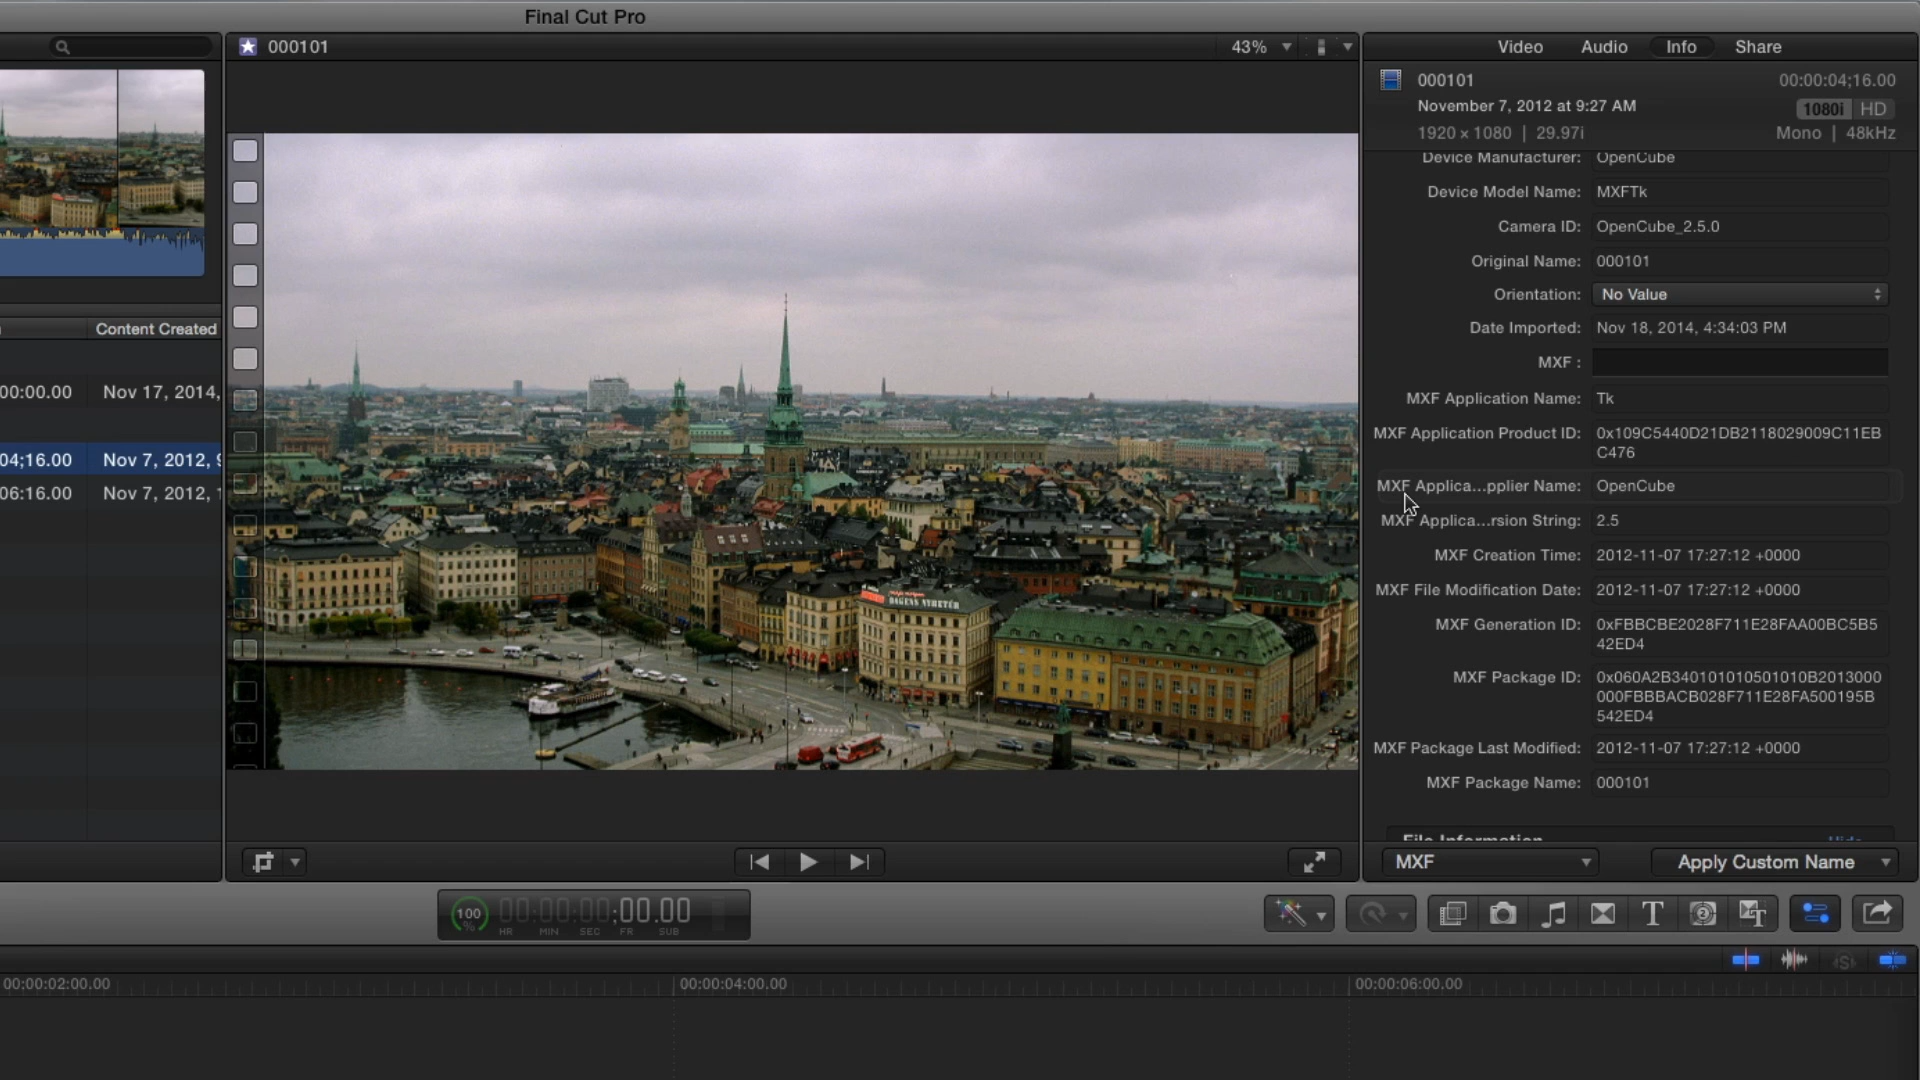 Final Cut Pro
000101
43%
Video
Audio
Info
Share
000101
00:00:04;16.00
November 7, 2012 at 9:27 AM
1080i
HD
1920 × 1080 | 29.97i
Mono | 48kHz
Content Created
00:00.00
Nov 17, 2014,
04;16.00
Nov 7, 2012, 9
06:16.00
Nov 7, 2012, 1
DAGENS NYHETER
Device Manufacturer: OpenCube
Device Model Name: MXFTk
Camera ID: OpenCube_2.5.0
Original Name: 000101
Orientation: No Value
Date Imported: Nov 18, 2014, 4:34:03 PM
MXF :
MXF Application Name: Tk
MXF Application Product ID: 0x109C5440D21DB2118029009C11EB
C476
MXF Applica...pplier Name: OpenCube
MXF Applica...rsion String: 2.5
MXF Creation Time: 2012-11-07 17:27:12 +0000
MXF File Modification Date: 2012-11-07 17:27:12 +0000
MXF Generation ID: 0xFBBCBE2028F711E28FAA00BC5B5
42ED4
MXF Package ID: 0x060A2B340101010501010B2013000
000FBBBACB028F711E28FA500195B
542ED4
MXF Package Last Modified: 2012-11-07 17:27:12 +0000
MXF Package Name: 000101
File Information
Hide
MXF
Apply Custom Name
100
%
00:00:00;00.00
HR MIN SEC FR SUB
00:00:02:00.00
00:00:04:00.00
00:00:06:00.00